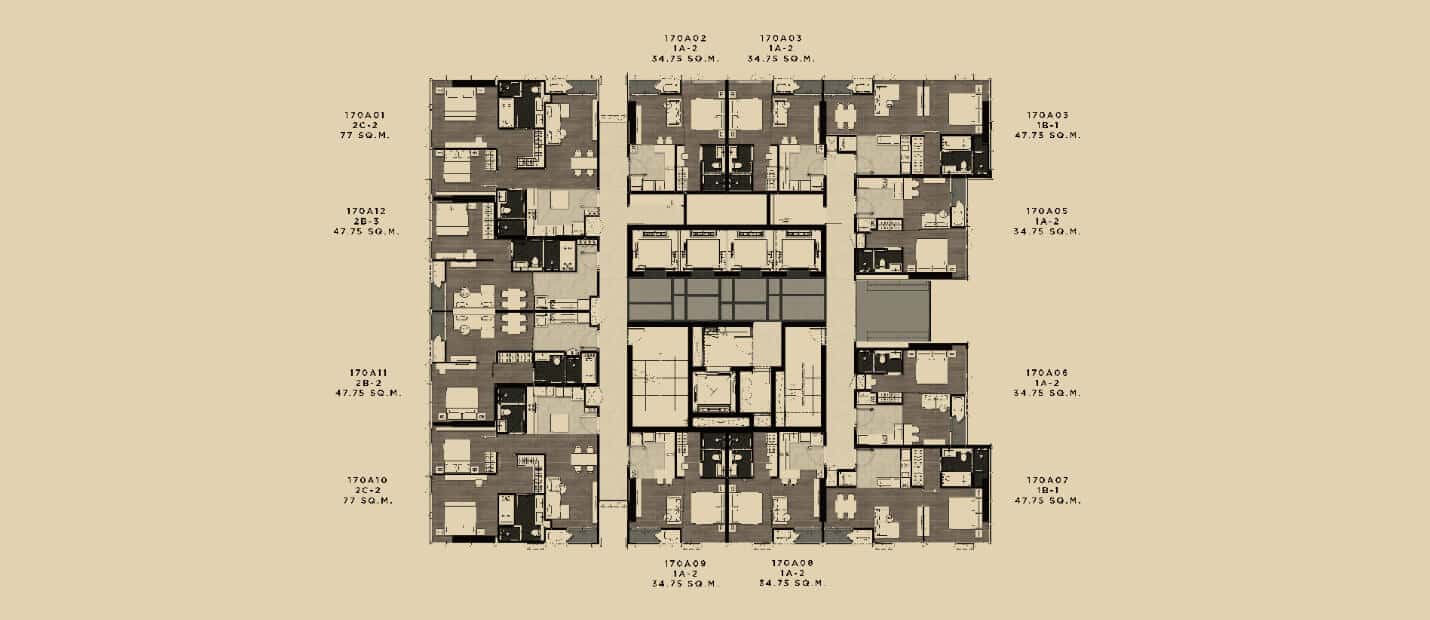 170A02
1A-2
34.75 SQ.M.
170A03
1A-2
34.75 SQ.M.
170A01
2C-2
77 SQ.M.
170A03
1B-1
47.75 SQ.M.
170A12
2B-3
47.75 SQ.M.
170A05
1A-2
34.75 SQ.M.
170A11
2B-2
47.75 SQ.M.
170A06
1A-2
34.75 SQ.M.
170A10
2C-2
77 SQ.M.
170A07
1B-1
47.75 SQ.M.
170A09
1A-2
34.75 SQ.M.
170A08
1A-2
34.75 SQ.M.